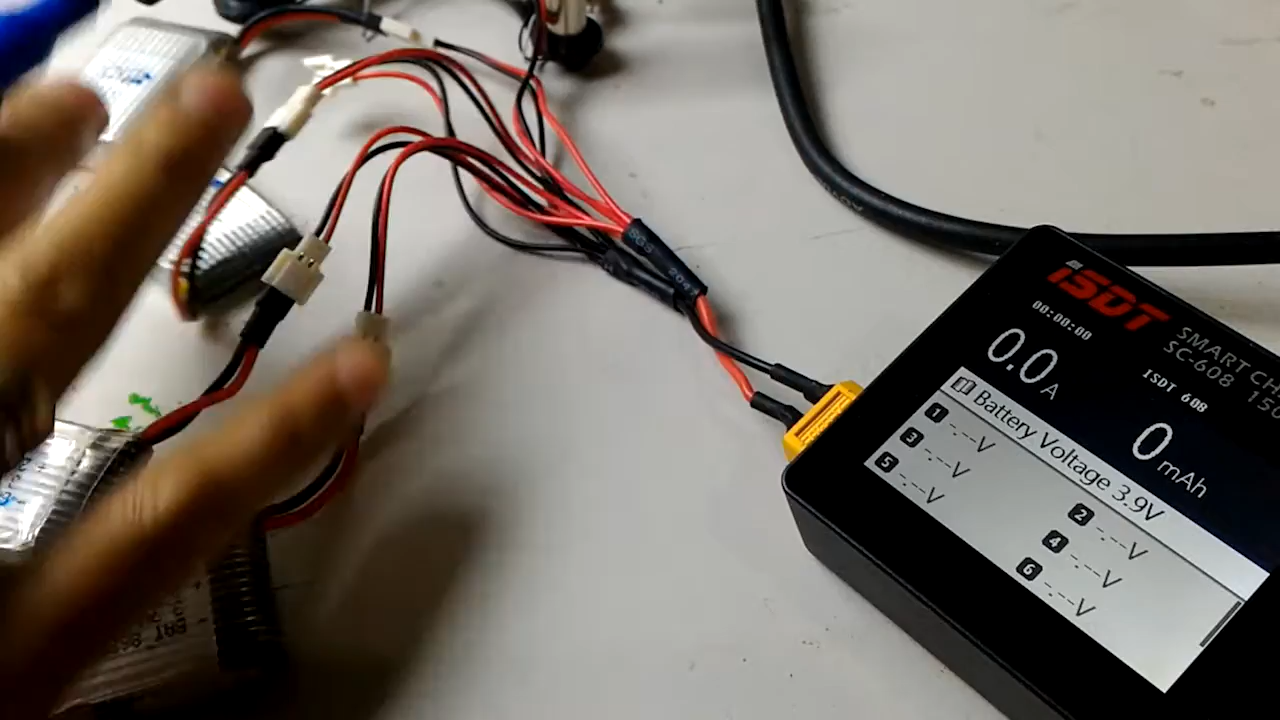 iSDT
SMART CH
SC-608 150
00:00:00
ISDT 608
0.0A
0mAh
Battery Voltage 3.9V
1 -.--V
2 -.--V
3 -.--V
4 -.--V
5 -.--V
6 -.--V